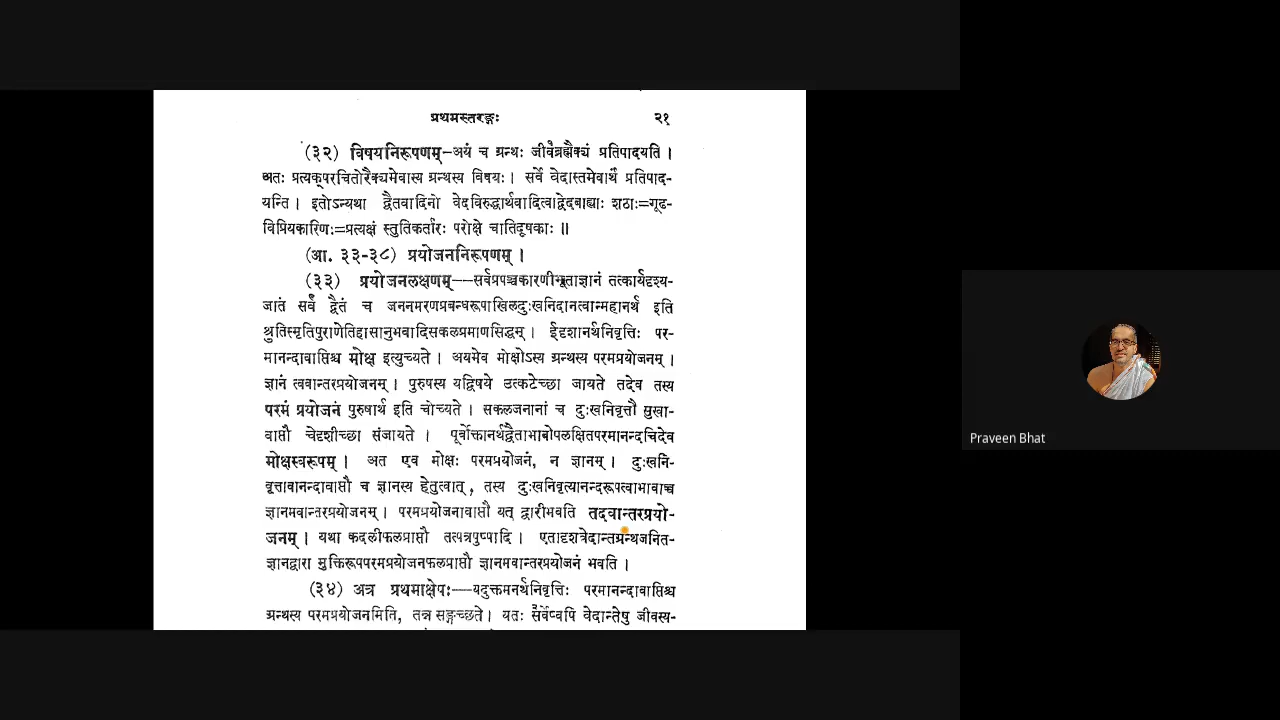 प्रथमस्तरङ्गः २१
(३२) विषयनिरूपणम्–अयं च ग्रन्थः जीवब्रह्मैक्यं प्रतिपादयति ।
अतः प्रत्यक्परचितोरैक्यमेवास्य ग्रन्थस्य विषयः । सर्वे वेदास्तमेवार्थं प्रतिपाद-
यन्ति । इतोऽन्यथा द्वैतवादिनो वेदविरुद्धार्थवादित्वाद्वेदबाह्याः शठाः=गूढ-
विप्रियकारिणः=प्रत्यक्षं स्तुतिकर्तारः परोक्षे चातिदूषकाः ॥
(आ. ३३-३८) प्रयोजननिरूपणम् ।
(३३) प्रयोजनलक्षणम्––सर्वप्रपञ्चकारणीभूताज्ञानं तत्कार्यदृश्य-
जातं सर्वं द्वैतं च जननमरणप्रबन्धरूपाखिलदुःखनिदानत्वान्महानर्थ इति
श्रुतिस्मृतिपुराणेतिहासानुभवादिसकलप्रमाणसिद्धम् । ईदृशानर्थनिवृत्तिः पर-
मानन्दावाप्तिश्च मोक्ष इत्युच्यते । अयमेव मोक्षोऽस्य ग्रन्थस्य परमप्रयोजनम् ।
ज्ञानं त्ववान्तरप्रयोजनम् । पुरुषस्य यद्विषये उत्कटेच्छा जायते तदेव तस्य
परमं प्रयोजनं पुरुषार्थ इति चोच्यते । सकलजनानां च दुःखनिवृत्तौ सुखा-
वाप्तौ चेदृशीच्छा संजायते । पूर्वोक्तानर्थद्वैताभावोपलक्षितपरमानन्दचिदेव
मोक्षस्वरूपम् । अत एव मोक्षः परमप्रयोजनं, न ज्ञानम् । दुःखनि-
वृत्तावानन्दावाप्तौ च ज्ञानस्य हेतुत्वात्, तस्य दुःखनिवृत्यानन्दरूपत्वाभावाच्च
ज्ञानमवान्तरप्रयोजनम् । परमप्रयोजनावाप्तौ यत् द्वारीभवति तदवान्तरप्रयो-
जनम् । यथा कदलीफलप्राप्तौ तत्पत्रपुष्पादि । एतादृशवेदान्तग्रन्थजनित-
ज्ञानद्वारा मुक्तिरूपपरमप्रयोजनफलप्राप्तौ ज्ञानमवान्तरप्रयोजनं भवति ।
(३४) अत्र प्रथमाक्षेपः––यदुक्तमनर्थनिवृत्तिः परमानन्दावाप्तिश्च
ग्रन्थस्य परमप्रयोजनमिति, तन्न सङ्गच्छते । यतः सर्वेष्वपि वेदान्तेषु जीवस्य-
Praveen Bhat